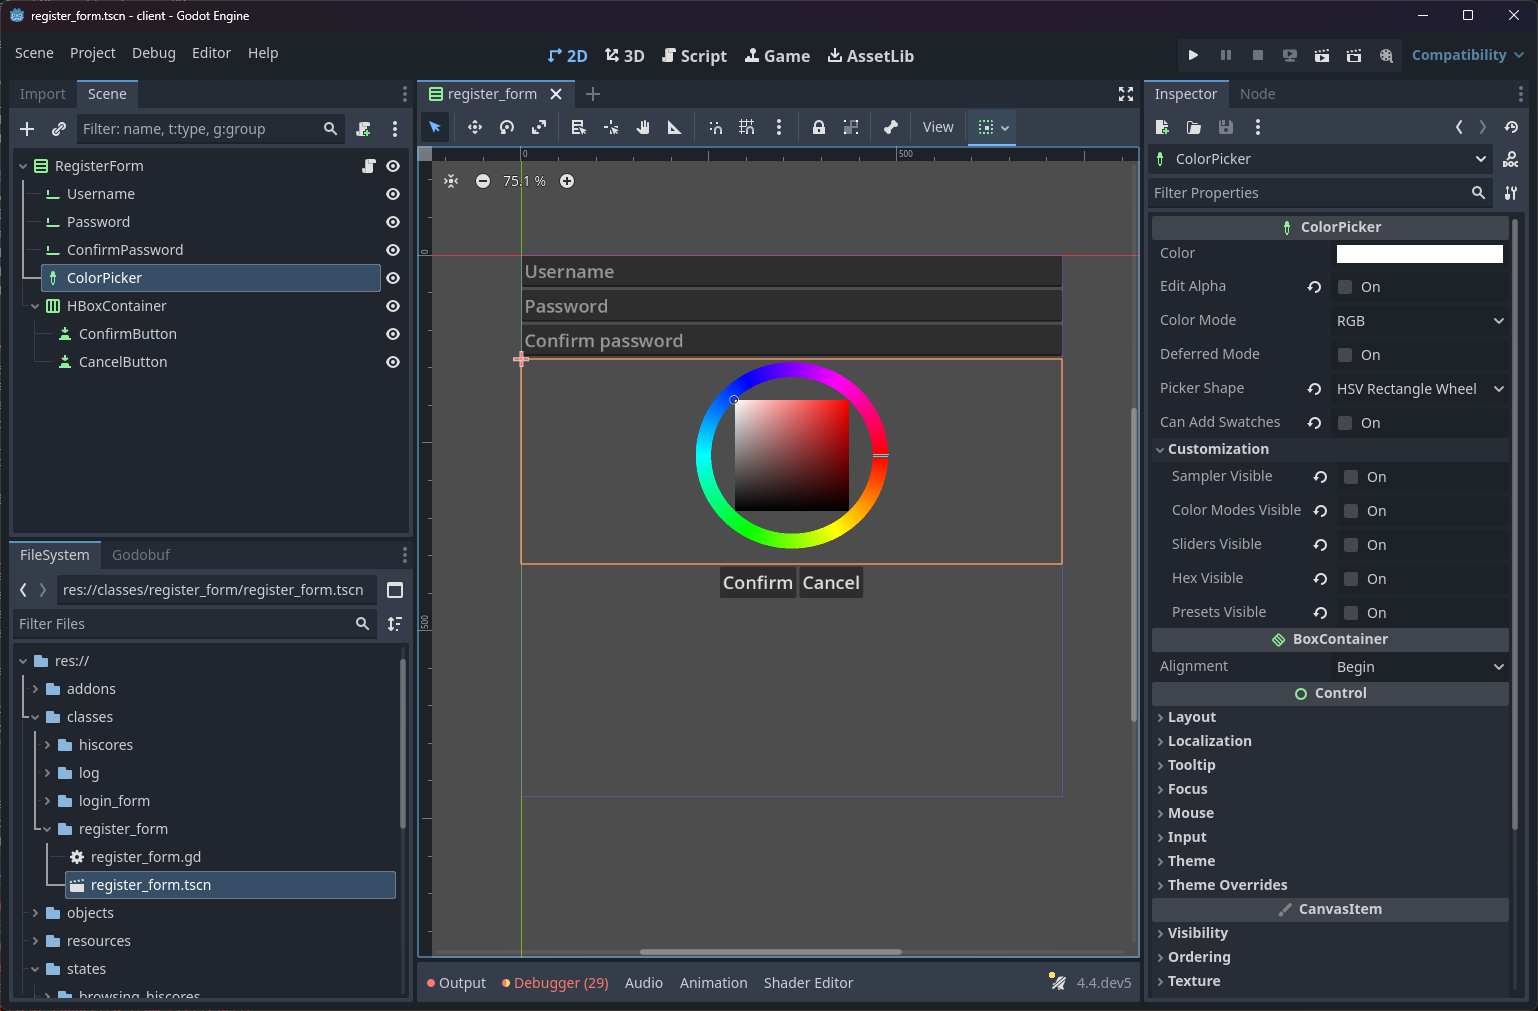 register_form.tscn - client - Godot Engine
Scene Project Debug Editor Help
2D 3D Script Game AssetLib
Compatibility
Import Scene
Filter: name, t:type, g:group
RegisterForm
Username
Password
ConfirmPassword
ColorPicker
HBoxContainer
ConfirmButton
CancelButton
FileSystem Godobuf
res://classes/register_form/register_form.tscn
Filter Files
res://
addons
classes
hiscores
log
login_form
register_form
register_form.gd
register_form.tscn
objects
resources
states
browsing_hiscores
register_form
View
0 500
75.1 %
0
500
Username
Password
Confirm password
Confirm Cancel
Output Debugger (29) Audio Animation Shader Editor 4.4.dev5
Inspector Node
ColorPicker
Filter Properties
ColorPicker
Color
Edit Alpha On
Color Mode RGB
Deferred Mode On
Picker Shape HSV Rectangle Wheel
Can Add Swatches On
Customization
Sampler Visible On
Color Modes Visible On
Sliders Visible On
Hex Visible On
Presets Visible On
BoxContainer
Alignment Begin
Control
Layout
Localization
Tooltip
Focus
Mouse
Input
Theme
Theme Overrides
CanvasItem
Visibility
Ordering
Texture